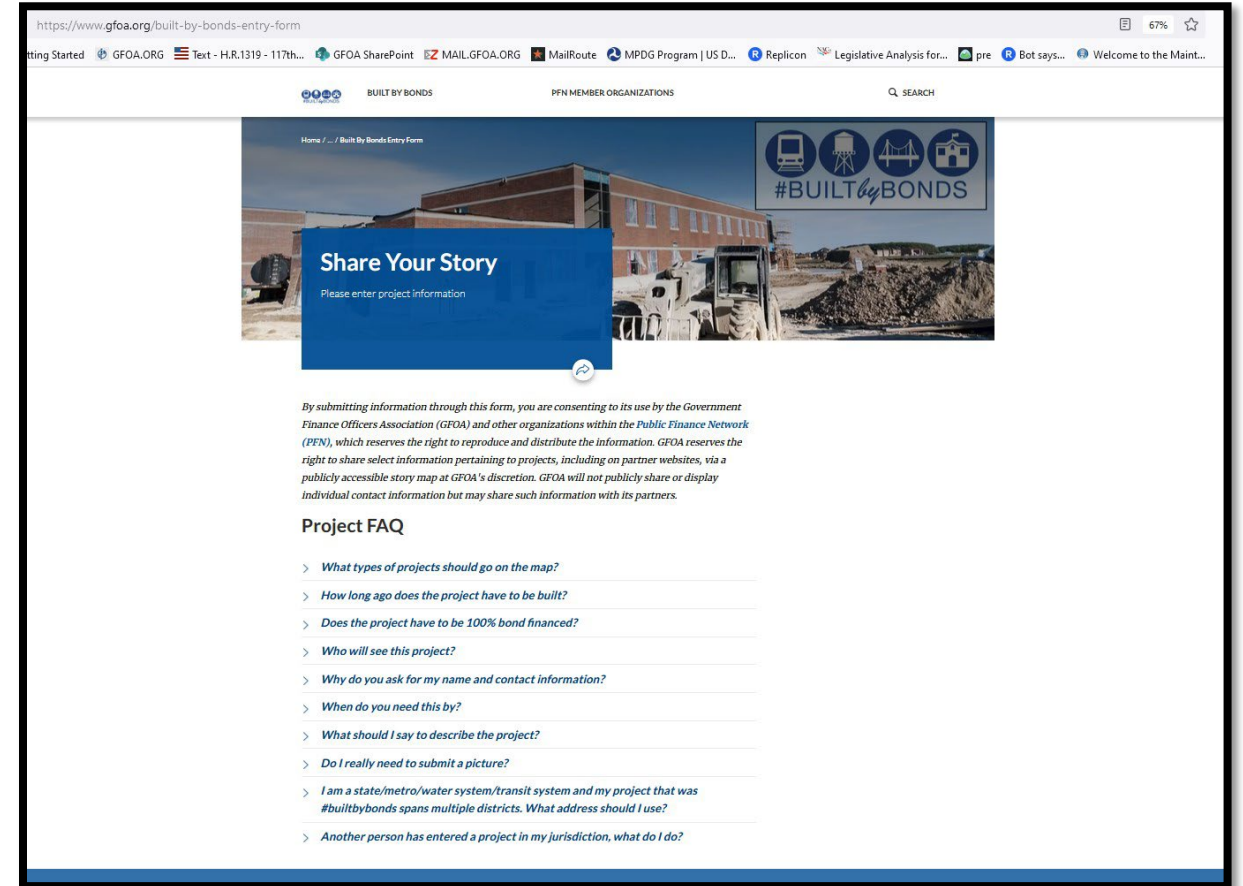 https://www.gfoa.org/built-by-bonds-entry-form
67%
tting Started GFOA.ORG Text - H.R.1319 - 117th... GFOA SharePoint MAIL.GFOA.ORG MailRoute MPDG Program | US D... Replicon Legislative Analysis for... pre Bot says... Welcome to the Maint...
BUILT BY BONDS PFN MEMBER ORGANIZATIONS SEARCH
Home / ... / Built By Bonds Entry Form
#BUILTbyBONDS
Share Your Story
Please enter project information
By submitting information through this form, you are consenting to its use by the Government
Finance Officers Association (GFOA) and other organizations within the Public Finance Network
(PFN), which reserves the right to reproduce and distribute the information. GFOA reserves the
right to share select information pertaining to projects, including on partner websites, via a
publicly accessible story map at GFOA's discretion. GFOA will not publicly share or display
individual contact information but may share such information with its partners.
Project FAQ
What types of projects should go on the map?
How long ago does the project have to be built?
Does the project have to be 100% bond financed?
Who will see this project?
Why do you ask for my name and contact information?
When do you need this by?
What should I say to describe the project?
Do I really need to submit a picture?
I am a state/metro/water system/transit system and my project that was
#builtbybonds spans multiple districts. What address should I use?
Another person has entered a project in my jurisdiction, what do I do?